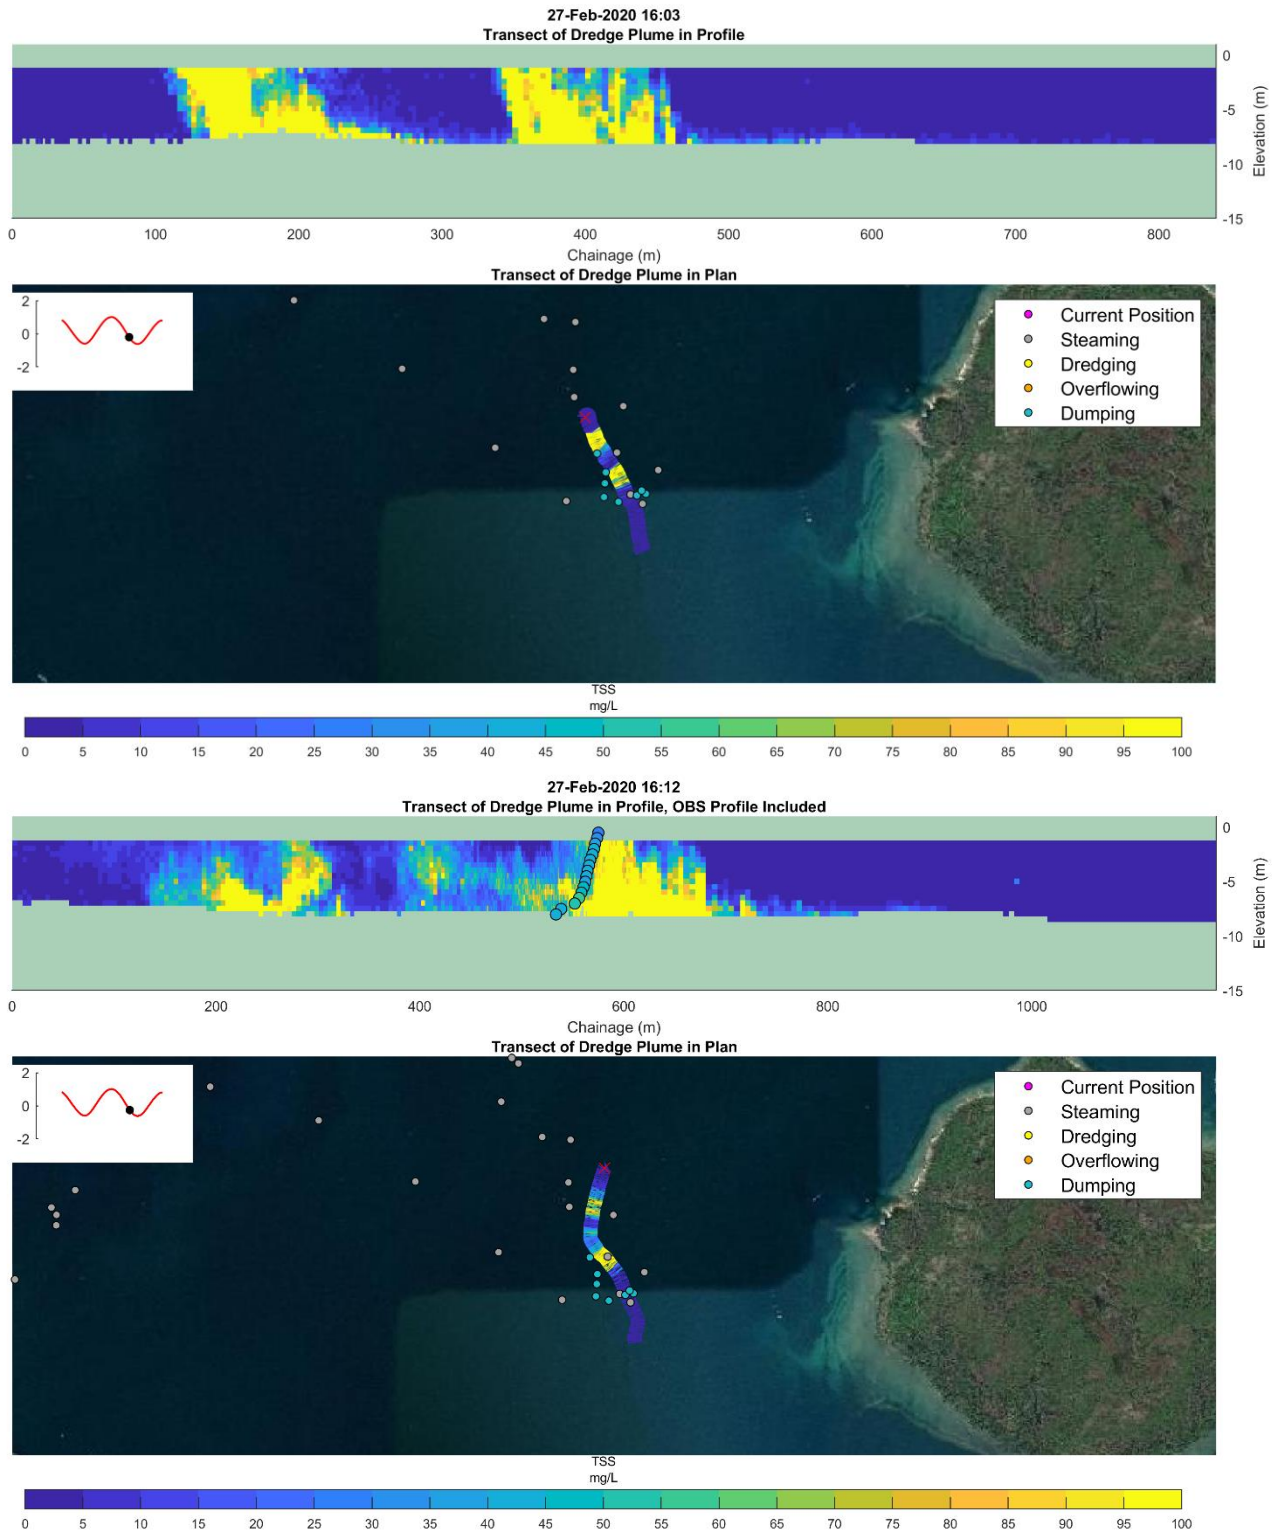 27-Feb-2020 16:03
Transect of Dredge Plume in Profile
0
-5
-10
-15
Elevation (m)
0 100 200 300 400 500 600 700 800
Chainage (m)
Transect of Dredge Plume in Plan
2
0
-2
Current Position
Steaming
Dredging
Overflowing
Dumping
TSS
mg/L
0 5 10 15 20 25 30 35 40 45 50 55 60 65 70 75 80 85 90 95 100
27-Feb-2020 16:12
Transect of Dredge Plume in Profile, OBS Profile Included
0
-5
-10
-15
Elevation (m)
0 200 400 600 800 1000
Chainage (m)
Transect of Dredge Plume in Plan
2
0
-2
Current Position
Steaming
Dredging
Overflowing
Dumping
TSS
mg/L
0 5 10 15 20 25 30 35 40 45 50 55 60 65 70 75 80 85 90 95 100